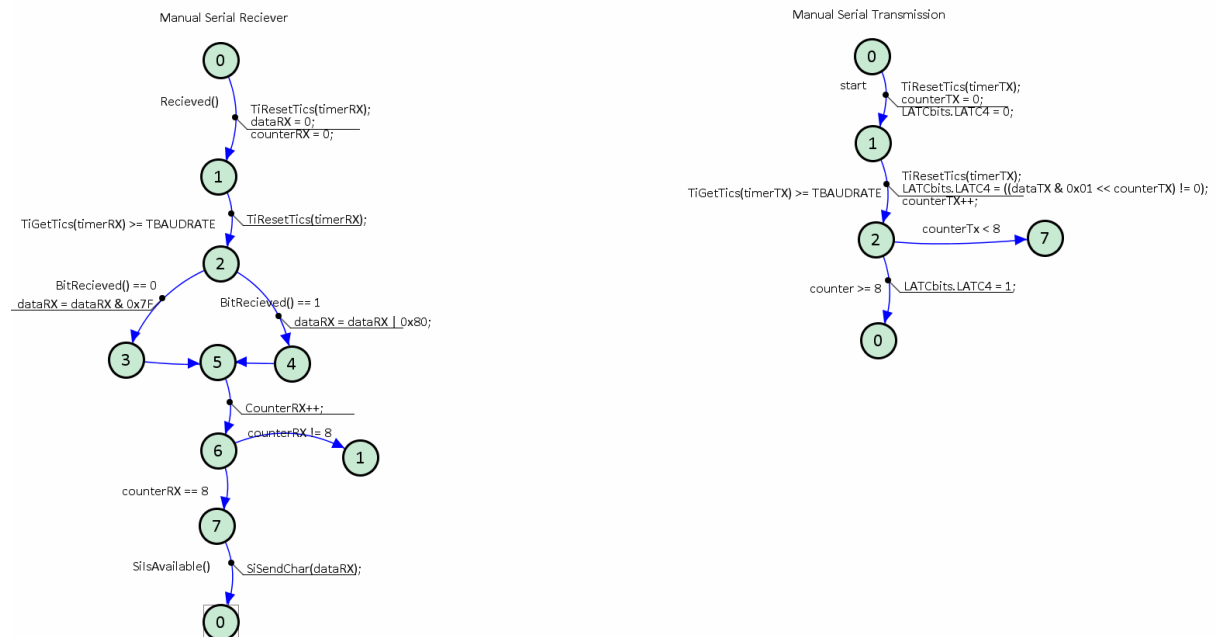 Manual Serial Reciever
0
Recieved()
TiResetTics(timerRX);
dataRX = 0;
counterRX = 0;
1
TiGetTics(timerRX) >= TBAUDRATE
TiResetTics(timerRX);
2
BitRecieved() == 0
dataRX = dataRX & 0x7F
BitRecieved() == 1
dataRX = dataRX | 0x80;
3
5
4
CounterRX++;
6
counterRX != 8
1
counterRX == 8
7
SiIsAvailable()
SiSendChar(dataRX);
0
Manual Serial Transmission
0
start
TiResetTics(timerTX);
counterTX = 0;
LATCbits.LATC4 = 0;
1
TiGetTics(timerTX) >= TBAUDRATE
TiResetTics(timerTX);
LATCbits.LATC4 = ((dataTX & 0x01 << counterTX) != 0);
counterTX++;
2
counterTx < 8
7
counter >= 8
LATCbits.LATC4 = 1;
0